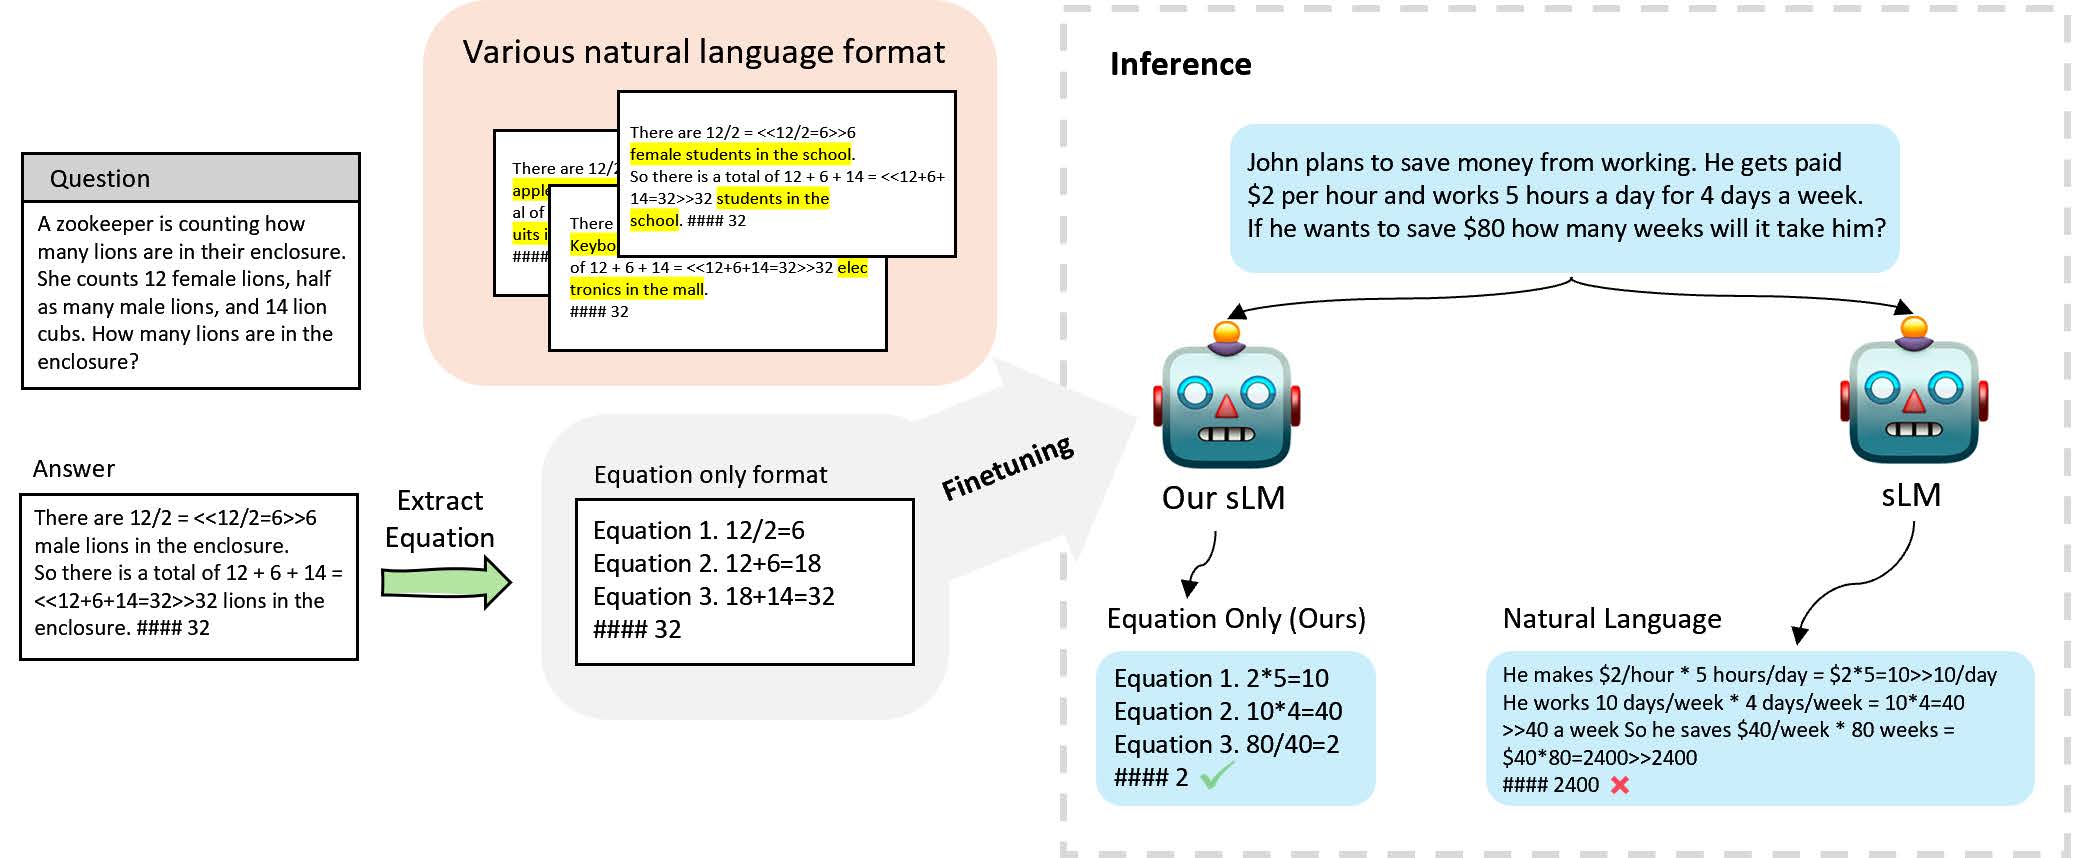 Various natural language format
There are 12/2
apple
al of
uits i
####
There
Keybo
of 12 + 6 + 14 = <<12+6+14=32>>32 elec
tronics in the mall.
#### 32
There are 12/2 = <<12/2=6>>6
female students in the school.
So there is a total of 12 + 6 + 14 = <<12+6+
14=32>>32 students in the
school. #### 32
Question
A zookeeper is counting how
many lions are in their enclosure.
She counts 12 female lions, half
as many male lions, and 14 lion
cubs. How many lions are in the
enclosure?
Answer
There are 12/2 = <<12/2=6>>6
male lions in the enclosure.
So there is a total of 12 + 6 + 14 =
<<12+6+14=32>>32 lions in the
enclosure. #### 32
Extract
Equation
Equation only format
Equation 1. 12/2=6
Equation 2. 12+6=18
Equation 3. 18+14=32
#### 32
Finetuning
Inference
John plans to save money from working. He gets paid
$2 per hour and works 5 hours a day for 4 days a week.
If he wants to save $80 how many weeks will it take him?
Our sLM
sLM
Equation Only (Ours)
Equation 1. 2*5=10
Equation 2. 10*4=40
Equation 3. 80/40=2
#### 2
Natural Language
He makes $2/hour * 5 hours/day = $2*5=10>>10/day
He works 10 days/week * 4 days/week = 10*4=40
>>40 a week So he saves $40/week * 80 weeks =
$40*80=2400>>2400
#### 2400